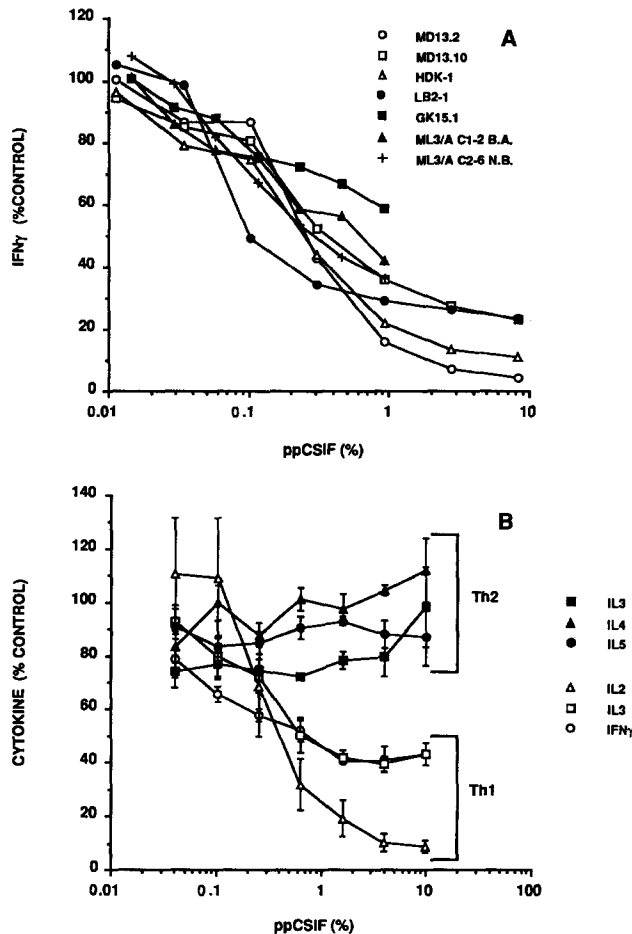 A
MD13.2
MD13.10
HDK-1
LB2-1
GK15.1
ML3/A C1-2 B.A.
ML3/A C2-6 N.B.
IFNγ (%CONTROL)
120
100
80
60
40
20
0
0.01
0.1
1
10
ppCSIF (%)
B
CYTOKINE (% CONTROL)
140
120
100
80
60
40
20
0
Th2
Th1
IL3
IL4
IL5
IL2
IL3
IFNγ
0.01
0.1
1
10
100
ppCSIF (%)